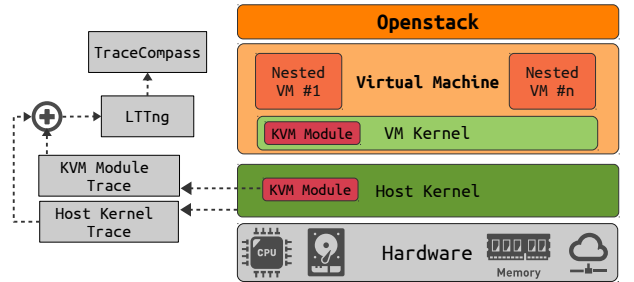 Openstack
TraceCompass
Nested
VM #1
Virtual Machine
Nested
VM #n
LTTng
KVM Module
VM Kernel
KVM Module
Trace
KVM Module
Host Kernel
Host Kernel
Trace
CPU
Hardware
Memory